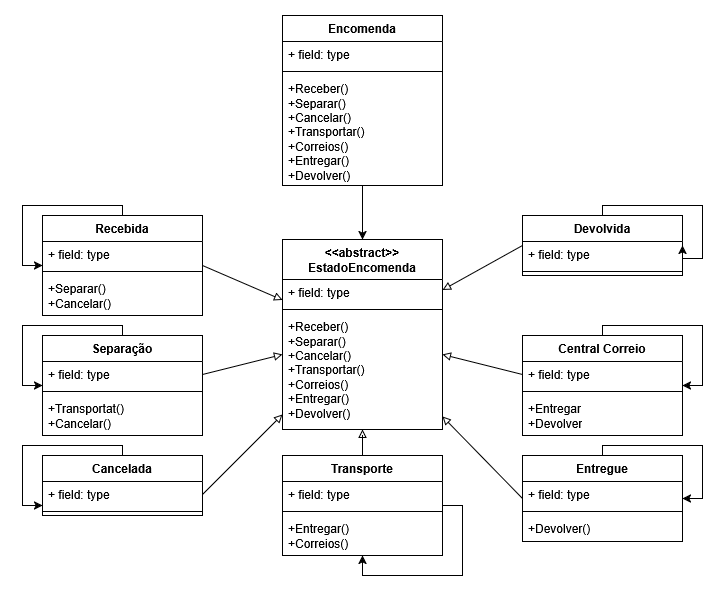 Encomenda
+ field: type
+Receber()
+Separar()
+Cancelar()
+Transportar()
+Correios()
+Entregar()
+Devolver()
Recebida
+ field: type
+Separar()
+Cancelar()
<<abstract>>
EstadoEncomenda
+ field: type
+Receber()
+Separar()
+Cancelar()
+Transportar()
+Correios()
+Entregar()
+Devolver()
Devolvida
+ field: type
Separação
+ field: type
+Transportat()
+Cancelar()
Central Correio
+ field: type
+Entregar
+Devolver
Cancelada
+ field: type
Transporte
+ field: type
+Entregar()
+Correios()
Entregue
+ field: type
+Devolver()